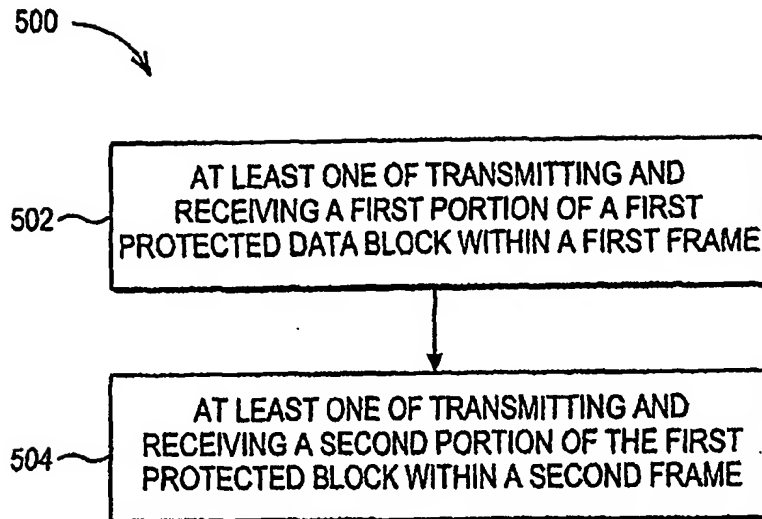 500
502
AT LEAST ONE OF TRANSMITTING AND
RECEIVING A FIRST PORTION OF A FIRST
PROTECTED DATA BLOCK WITHIN A FIRST FRAME
504
AT LEAST ONE OF TRANSMITTING AND
RECEIVING A SECOND PORTION OF THE FIRST
PROTECTED BLOCK WITHIN A SECOND FRAME